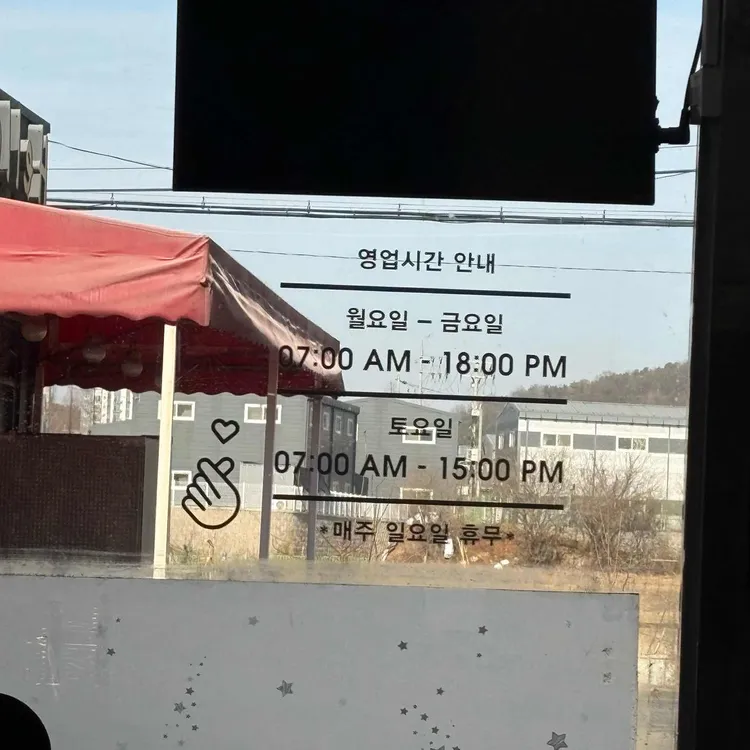 영업시간 안내
월요일 – 금요일
07:00 AM - 18:00 PM
토요일
07:00 AM - 15:00 PM
*매주 일요일 휴무*